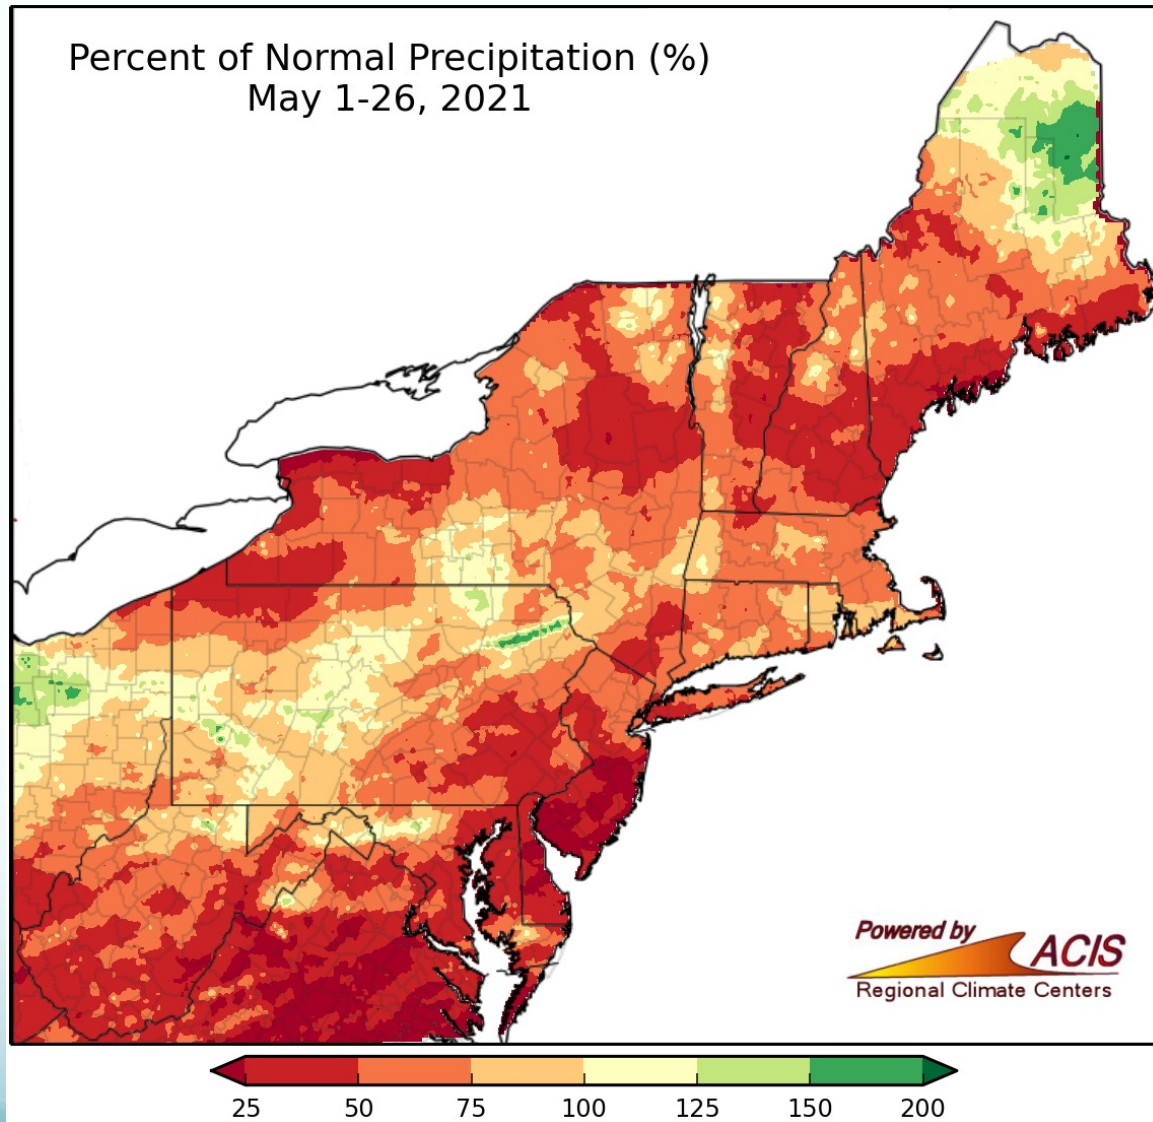 Percent of Normal Precipitation (%)
May 1-26, 2021
Powered by
ACIS
Regional Climate Centers
25 50 75 100 125 150 200